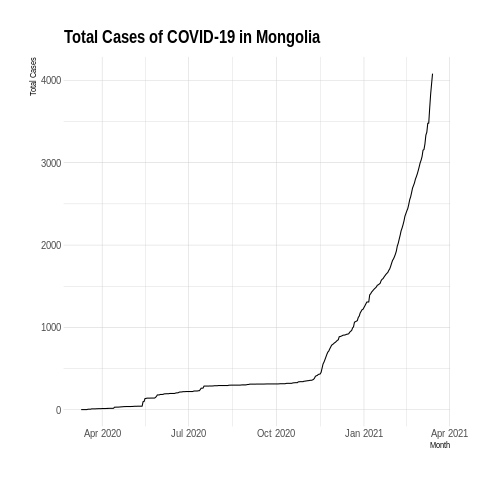 Total Cases of COVID-19 in Mongolia
Total Cases
4000
3000
2000
1000
0
Apr 2020
Jul 2020
Oct 2020
Jan 2021
Apr 2021
Month